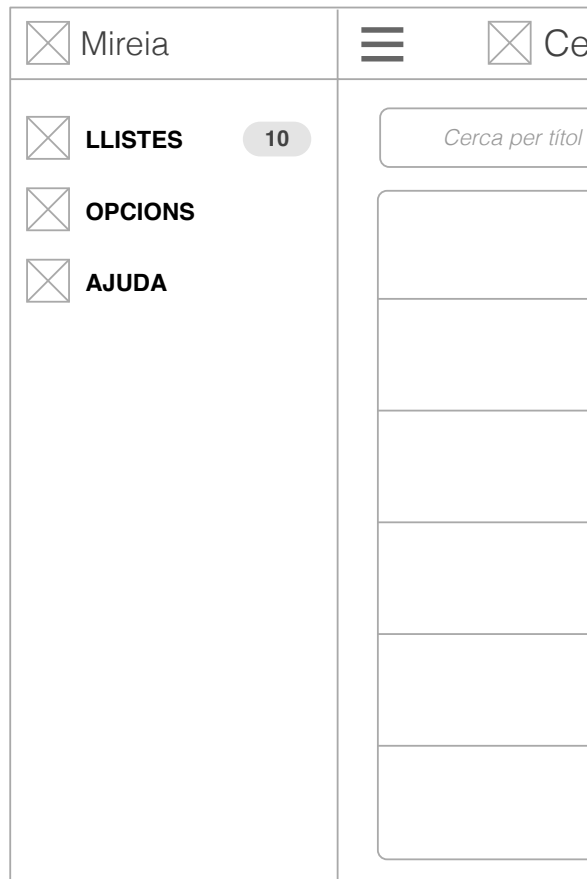 Mireia
Ce
LLISTES 10
OPCIONS
AJUDA
Cerca per títol